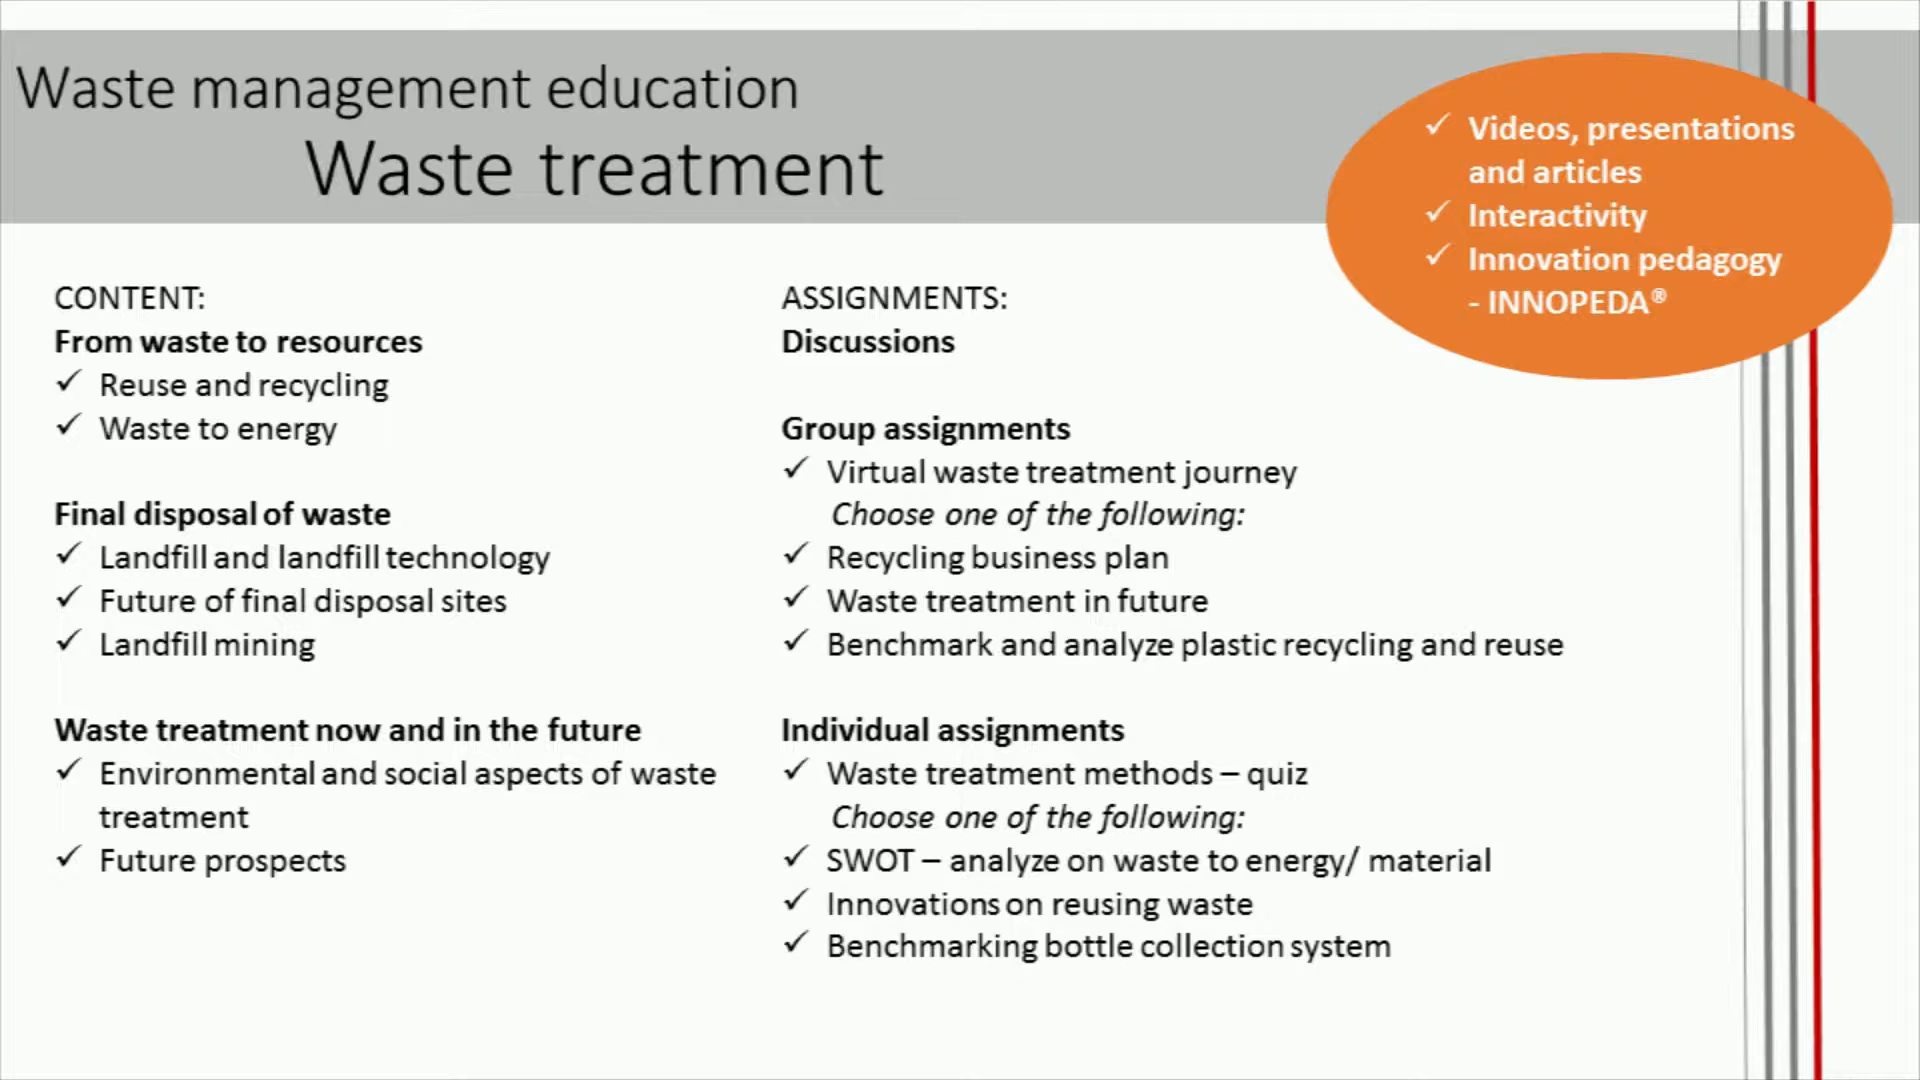 Waste management education
Waste treatment
✓ Videos, presentations
and articles
✓ Interactivity
✓ Innovation pedagogy
- INNOPEDA®
CONTENT:
From waste to resources
✓ Reuse and recycling
✓ Waste to energy
Final disposal of waste
✓ Landfill and landfill technology
✓ Future of final disposal sites
✓ Landfill mining
Waste treatment now and in the future
✓ Environmental and social aspects of waste
treatment
✓ Future prospects
ASSIGNMENTS:
Discussions
Group assignments
✓ Virtual waste treatment journey
Choose one of the following:
✓ Recycling business plan
✓ Waste treatment in future
✓ Benchmark and analyze plastic recycling and reuse
Individual assignments
✓ Waste treatment methods – quiz
Choose one of the following:
✓ SWOT – analyze on waste to energy/ material
✓ Innovations on reusing waste
✓ Benchmarking bottle collection system